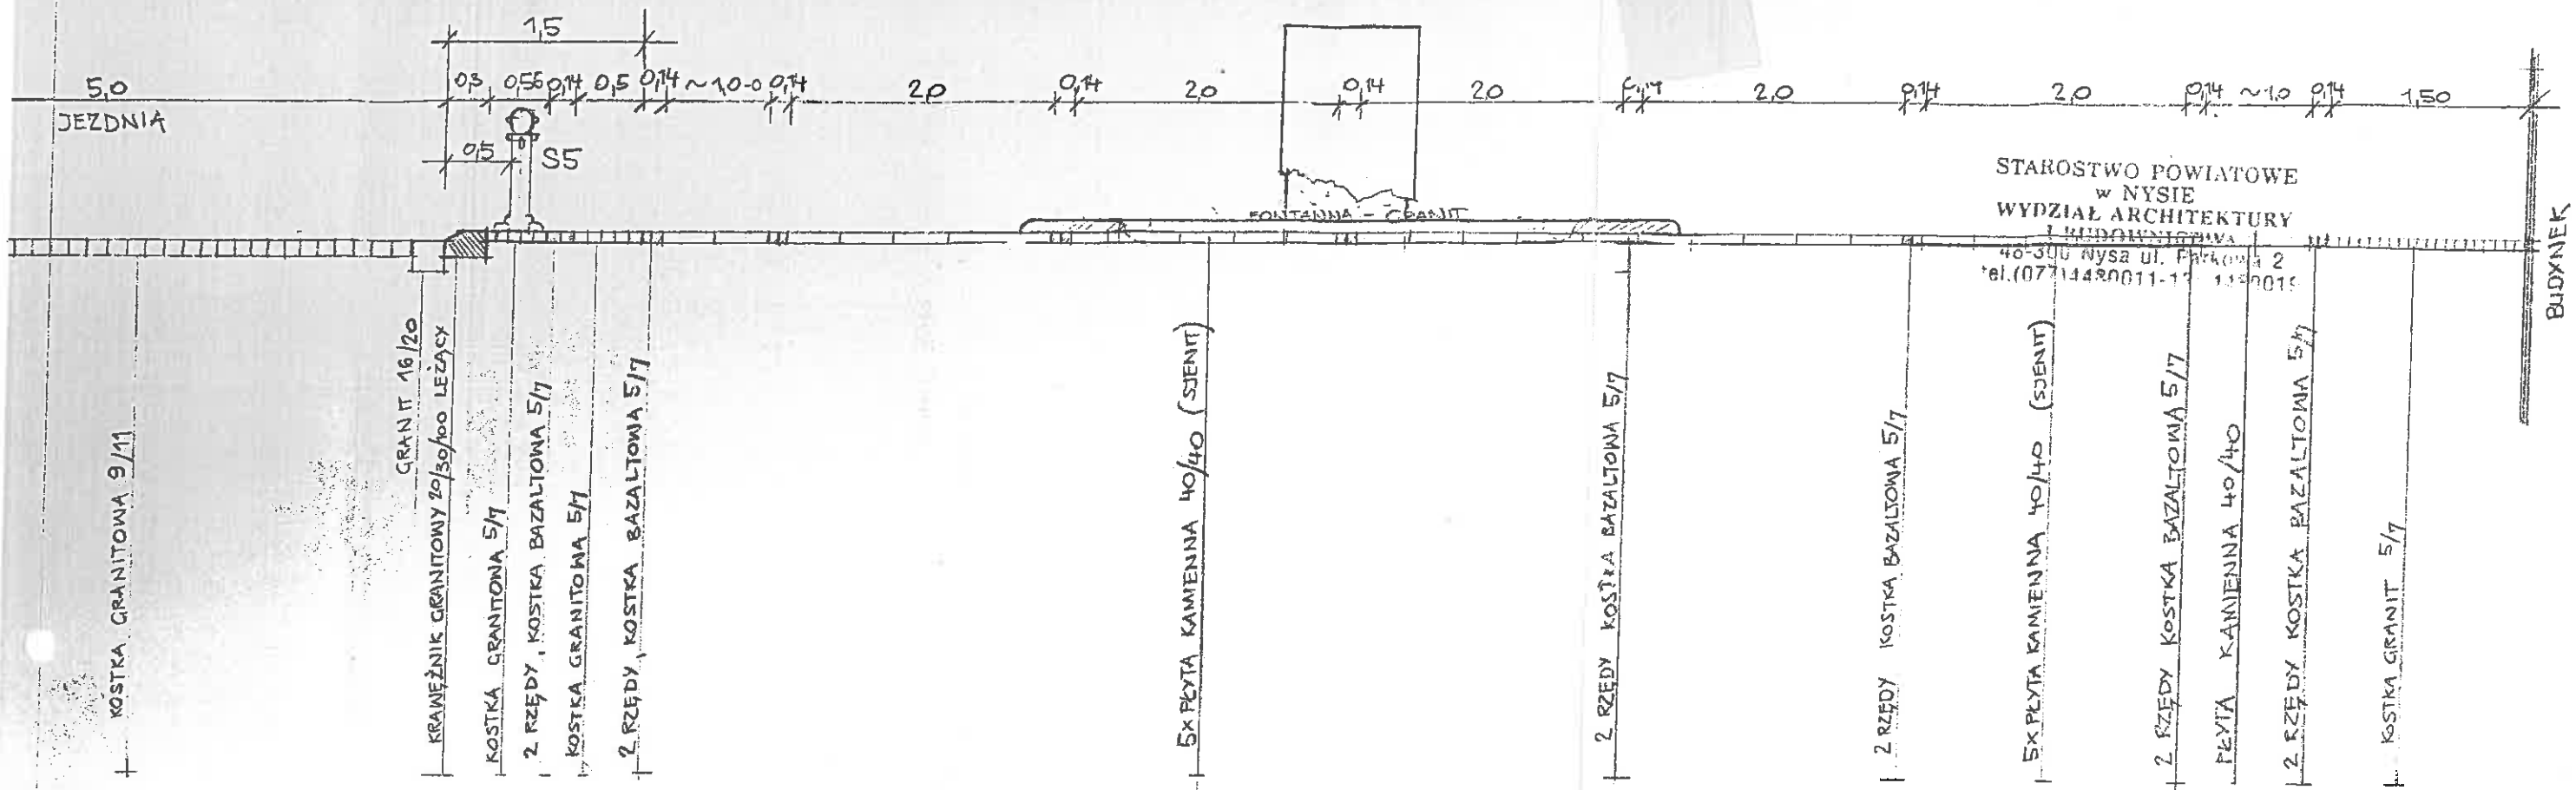 1,5
5,0
0,3
0,56
0,14
0,5
0,14
~1,0-0
0,14
2,0
0,14
2,0
0,14
2,0
2,0
0,14
2,0
0,14
~1,0
0,14
1,50
JEZDNIA
0,5
S5
FONTANNA - GRANIT
STAROSTWO POWIATOWE
w NYSIE
WYDZIAŁ ARCHITEKTURY
I BUDOWNICTWA
48-300 Nysa ul. Parkowa 2
tel.(077)4480011-13
BUDYNEK
KOSTKA GRANITOWA 9/11
GRANIT 16/20
KRAWĘŻNIK GRANITOWY 20/30/100 LEŻĄCY
KOSTKA GRANITOWA 5/7
2 RZĘDY, KOSTKA BAZALTOWA 5/7
KOSTKA GRANITOWA 5/7
2 RZĘDY, KOSTKA BAZALTOWA 5/7
5x PŁYTA KAMIENNA 40/40 (SJENIT)
2 RZĘDY KOSTKA BAZALTOWA 5/7
2 RZĘDY KOSTKA BAZALTOWA 5/7
5x PŁYTA KAMIENNA 40/40 (SJENIT)
2 RZĘDY KOSTKA BAZALTOWA 5/7
PŁYTA KAMIENNA 40/40
2 RZĘDY KOSTKA BAZALTOWA 5/7
KOSTKA GRANIT 5/7